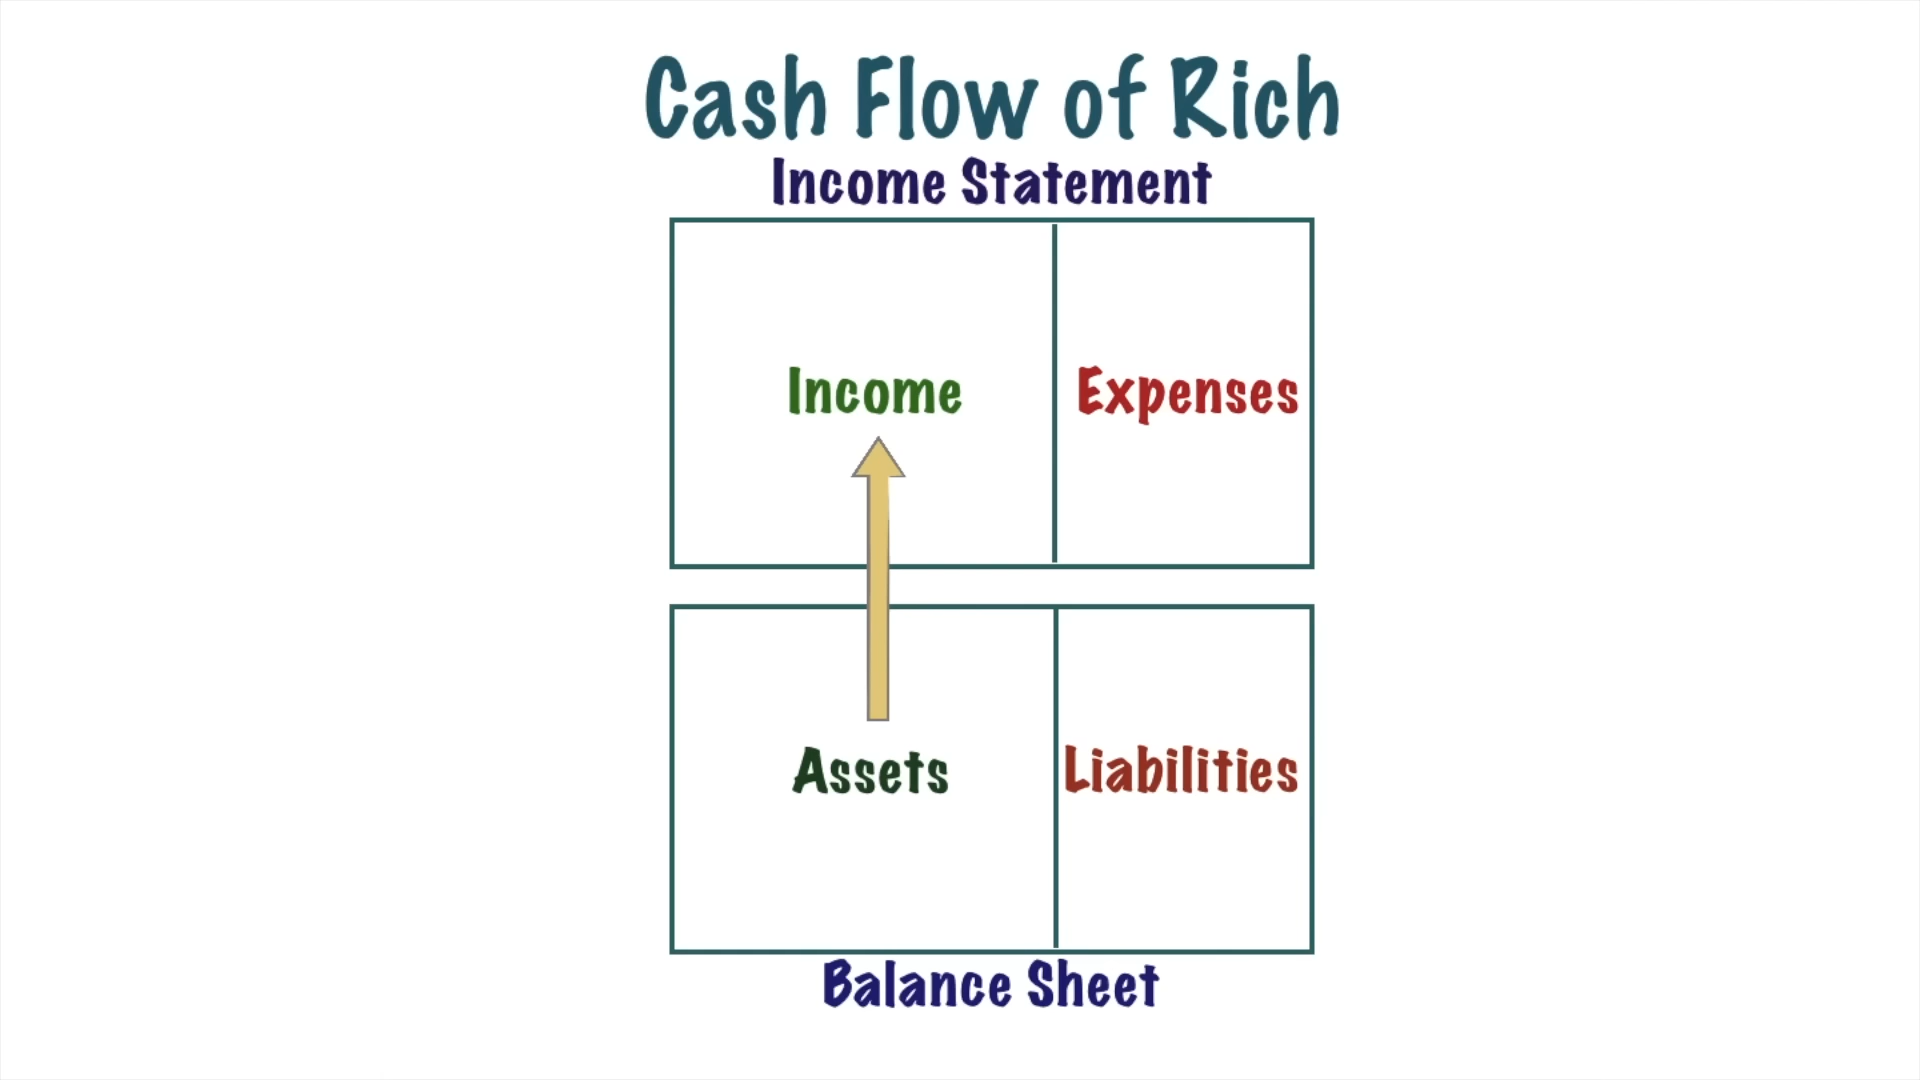 Cash Flow of Rich
Income Statement
Income
Expenses
Assets
Liabilities
Balance Sheet